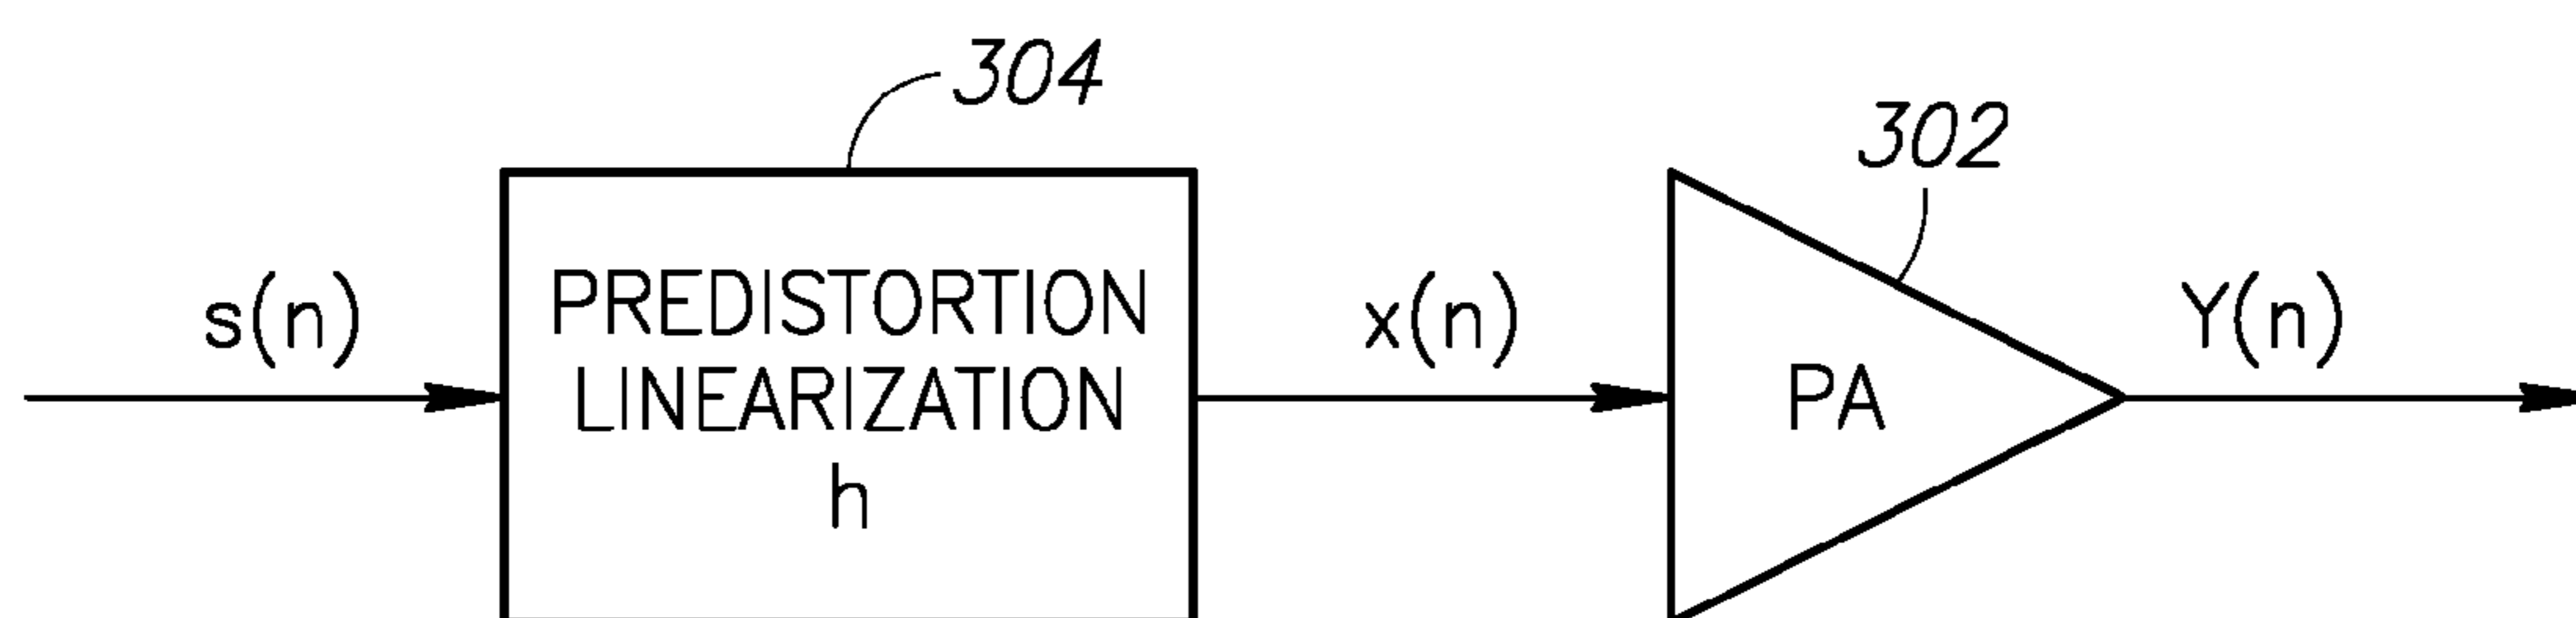 304
302
s(n)
PREDISTORTION
LINEARIZATION
h
x(n)
PA
Y(n)